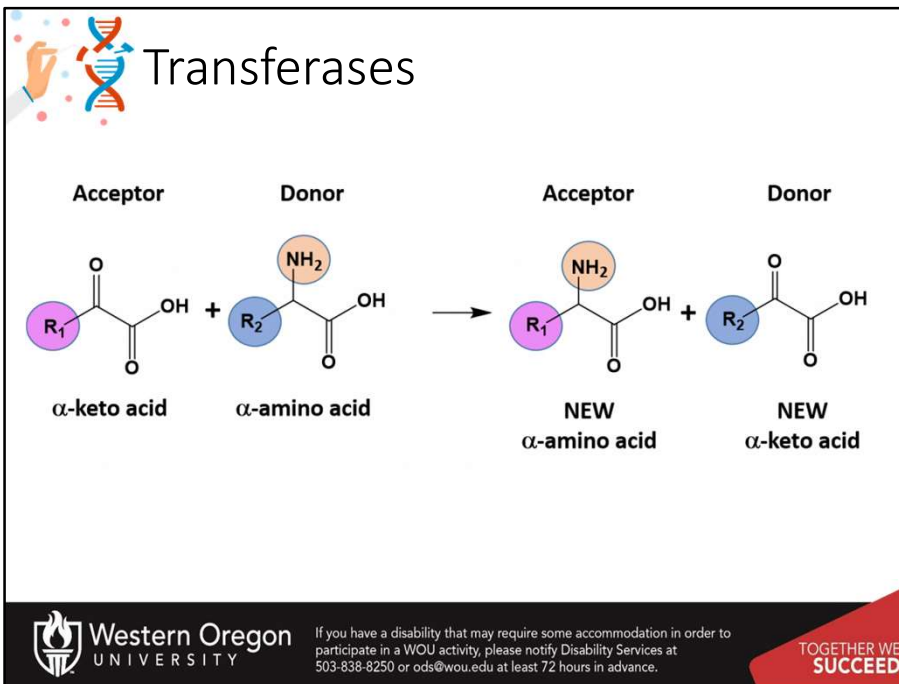 Transferases
Acceptor Donor Acceptor Donor
O NH2 NH2 O
R1 OH + R2 OH R1 OH + R2 OH
O O O O
α-keto acid α-amino acid NEW NEW
α-amino acid α-keto acid
Western Oregon
UNIVERSITY
If you have a disability that may require some accommodation in order to
participate in a WOU activity, please notify Disability Services at
503-838-8250 or ods@wou.edu at least 72 hours in advance.
TOGETHER WE
SUCCEED